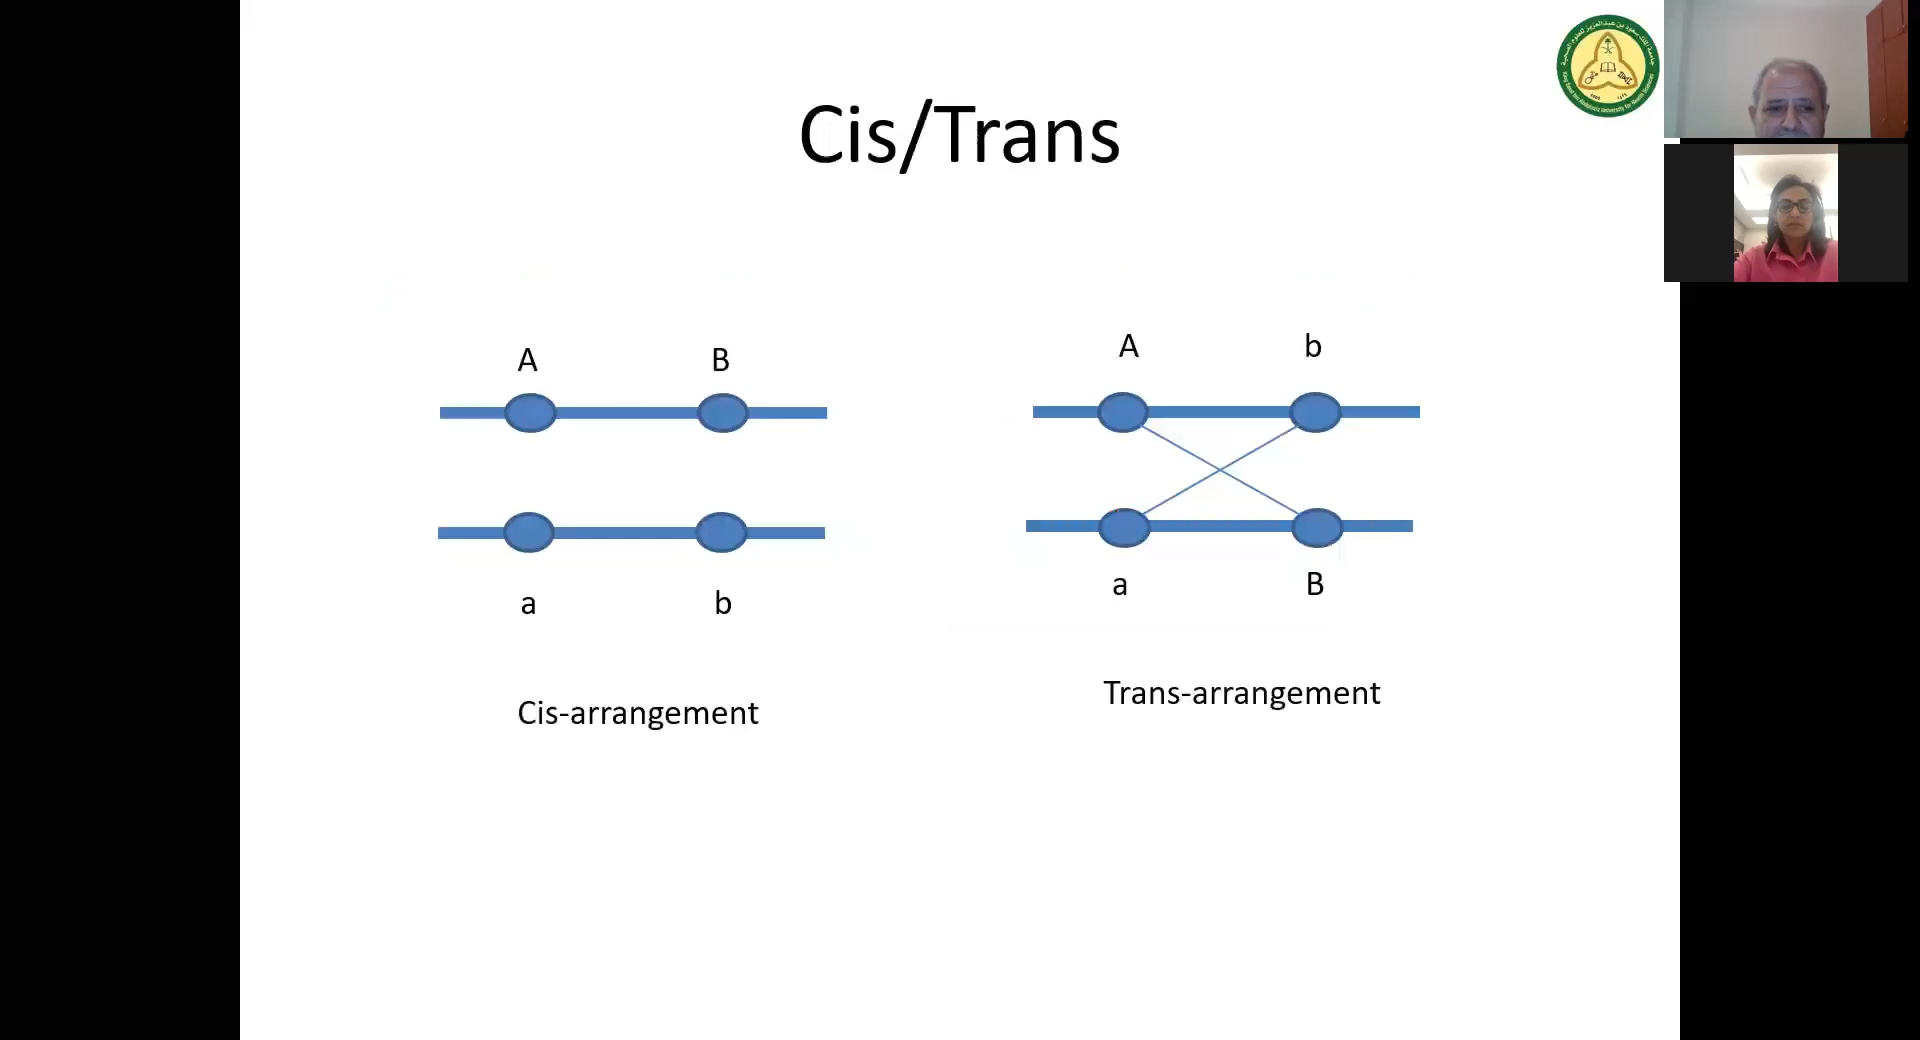 Cis/Trans
A B
a b
Cis-arrangement
A b
a B
Trans-arrangement